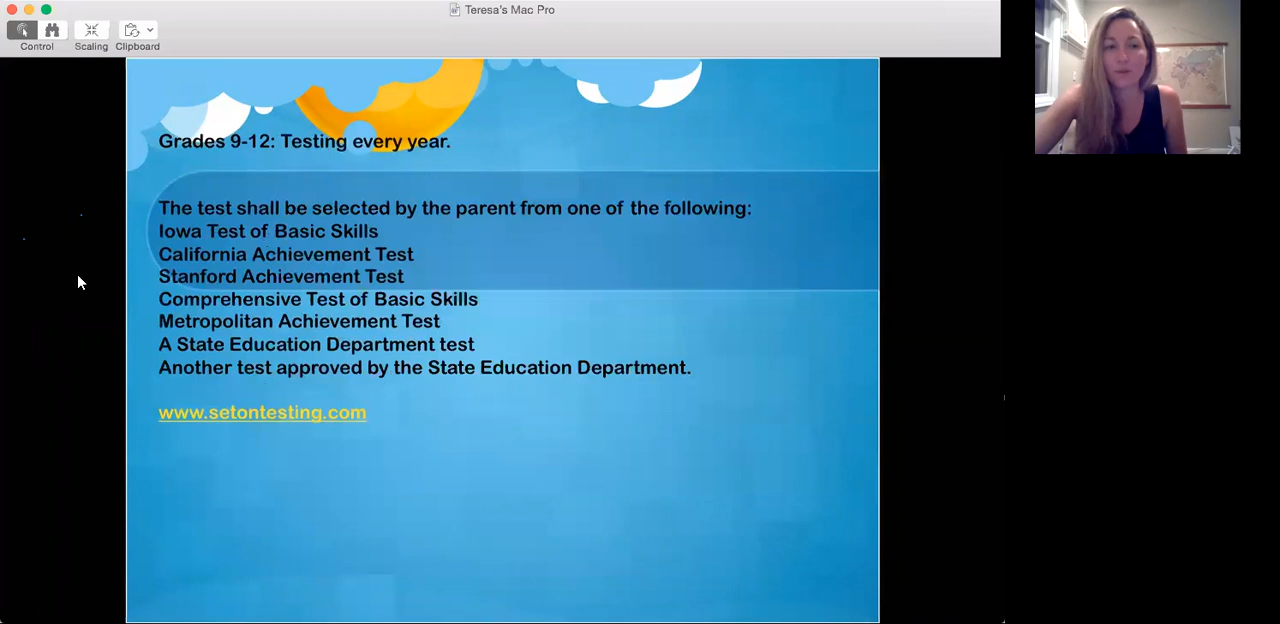 Teresa's Mac Pro
Control
Scaling
Clipboard
Grades 9-12: Testing every year.
The test shall be selected by the parent from one of the following:
Iowa Test of Basic Skills
California Achievement Test
Stanford Achievement Test
Comprehensive Test of Basic Skills
Metropolitan Achievement Test
A State Education Department test
Another test approved by the State Education Department.
www.setontesting.com